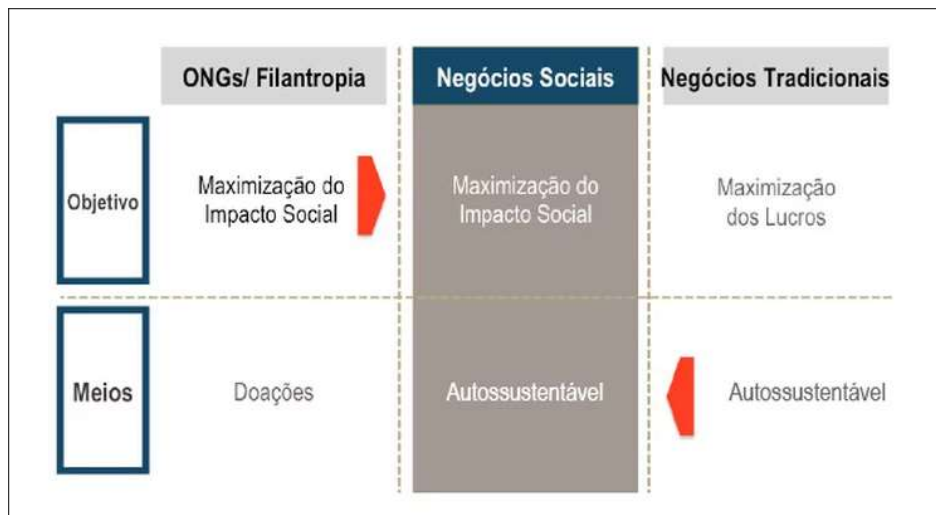 ONGs/ Filantropia
Negócios Sociais
Negócios Tradicionais
Objetivo
Maximização do
Impacto Social
Maximização do
Impacto Social
Maximização
dos Lucros
Meios
Doações
Autossustentável
Autossustentável